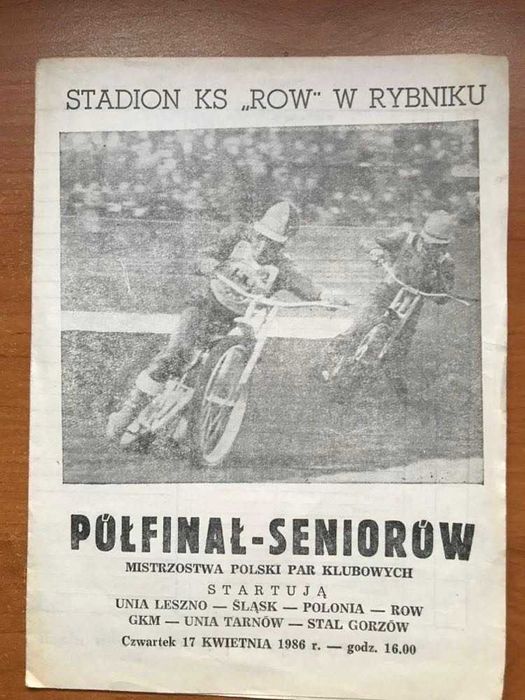 STADION KS „ROW" W RYBNIKU
PÓŁFINAŁ-SENIORÓW
MISTRZOSTWA POLSKI PAR KLUBOWYCH
STARTUJĄ
UNIA LESZNO — ŚLĄSK — POLONIA — ROW
GKM — UNIA TARNÓW — STAL GORZÓW
Czwartek 17 KWIETNIA 1986 r. — godz. 16.00